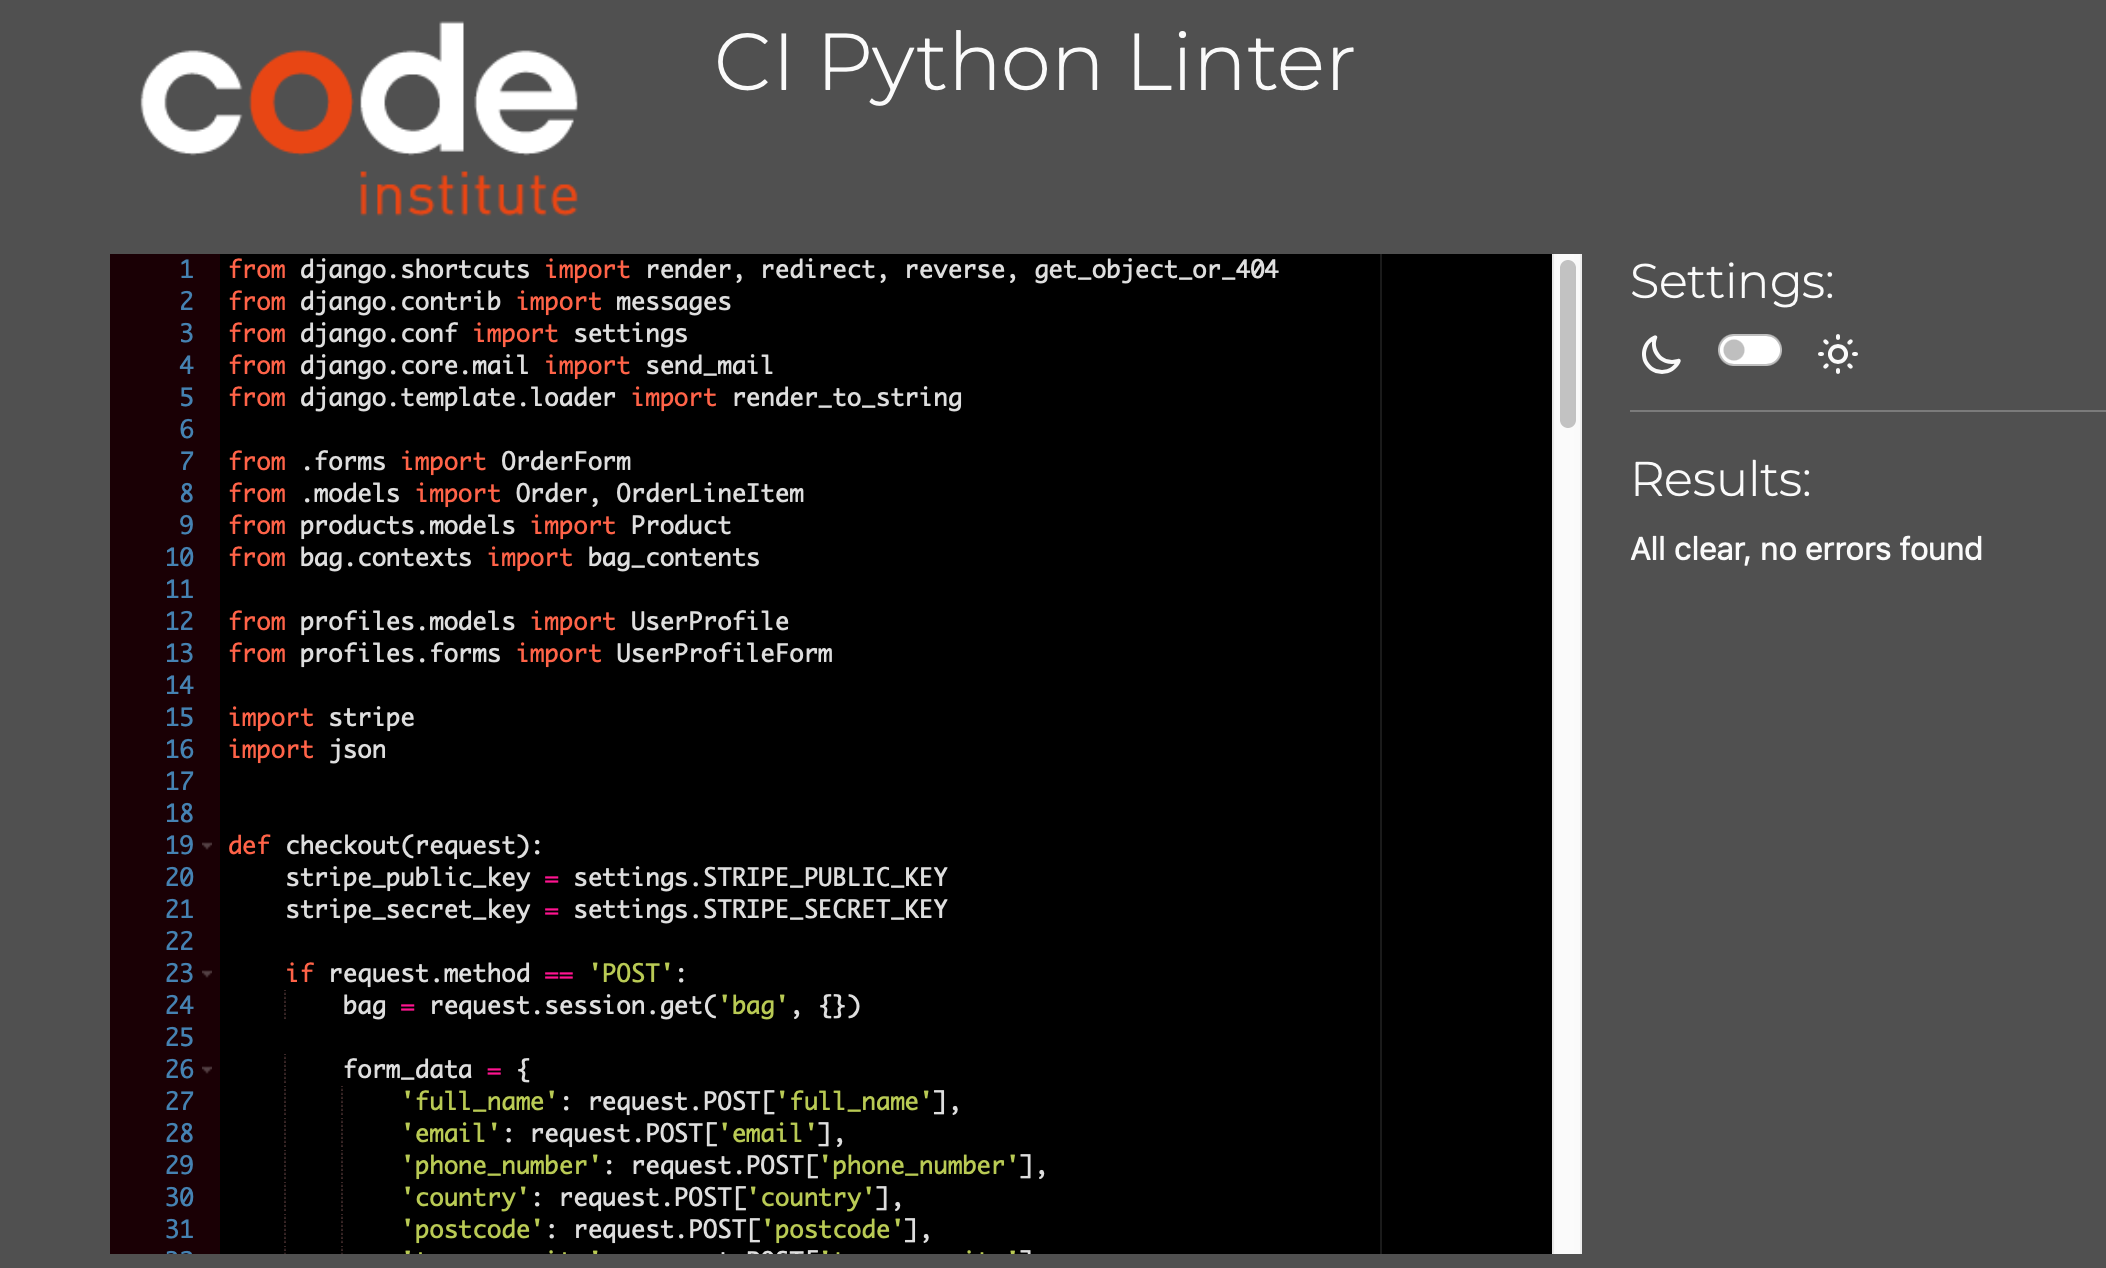 code
institute
CI Python Linter
1 from django.shortcuts import render, redirect, reverse, get_object_or_404
2 from django.contrib import messages
3 from django.conf import settings
4 from django.core.mail import send_mail
5 from django.template.loader import render_to_string
6
7 from .forms import OrderForm
8 from .models import Order, OrderLineItem
9 from products.models import Product
10 from bag.contexts import bag_contents
11
12 from profiles.models import UserProfile
13 from profiles.forms import UserProfileForm
14
15 import stripe
16 import json
17
18
19 def checkout(request):
20     stripe_public_key = settings.STRIPE_PUBLIC_KEY
21     stripe_secret_key = settings.STRIPE_SECRET_KEY
22
23     if request.method == 'POST':
24         bag = request.session.get('bag', {})
25
26         form_data = {
27             'full_name': request.POST['full_name'],
28             'email': request.POST['email'],
29             'phone_number': request.POST['phone_number'],
30             'country': request.POST['country'],
31             'postcode': request.POST['postcode'],
Settings:
Results:
All clear, no errors found